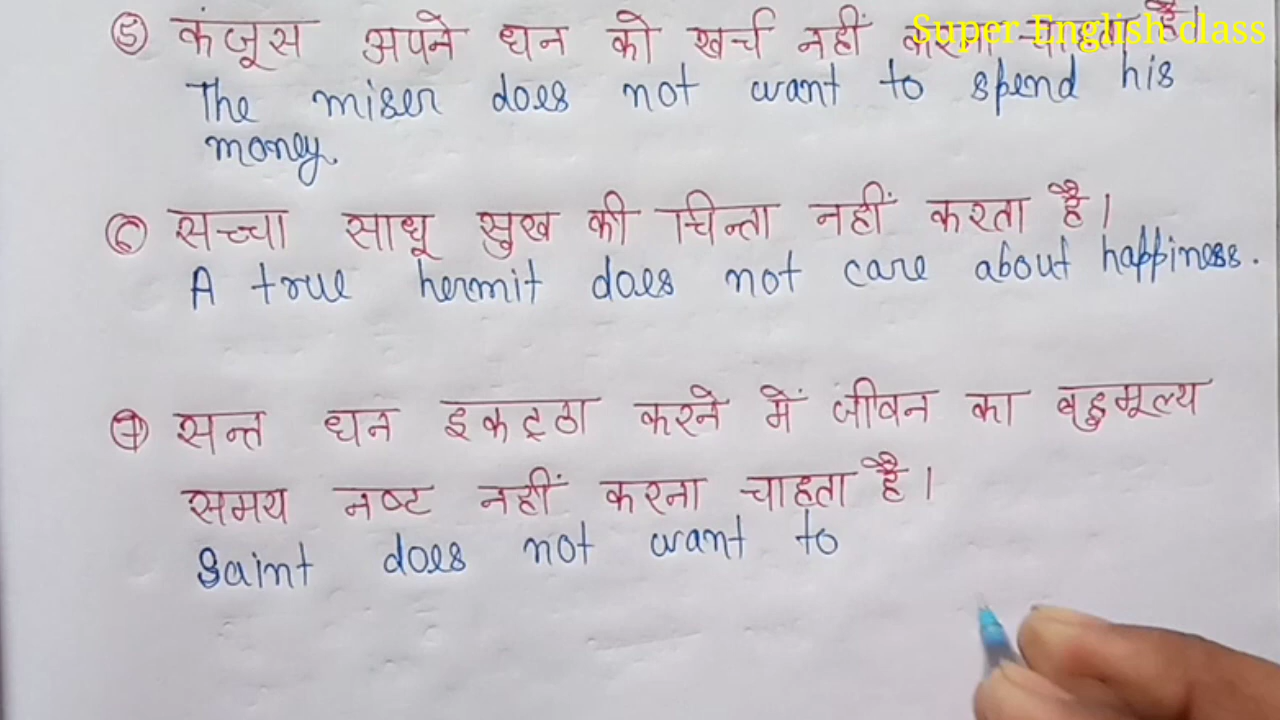 Super English class
⑤ कंजूस अपने धन को खर्च नहीं है।
The miser does not want to spend his
money.
⑥ सच्चा साधू सुख की चिन्ता नहीं करता है।
A true hermit does not care about happiness.
⑦ सन्त धन इकट्ठा करने में जीवन का बहुमूल्य
समय नष्ट नहीं करना चाहता है।
Saint does not want to